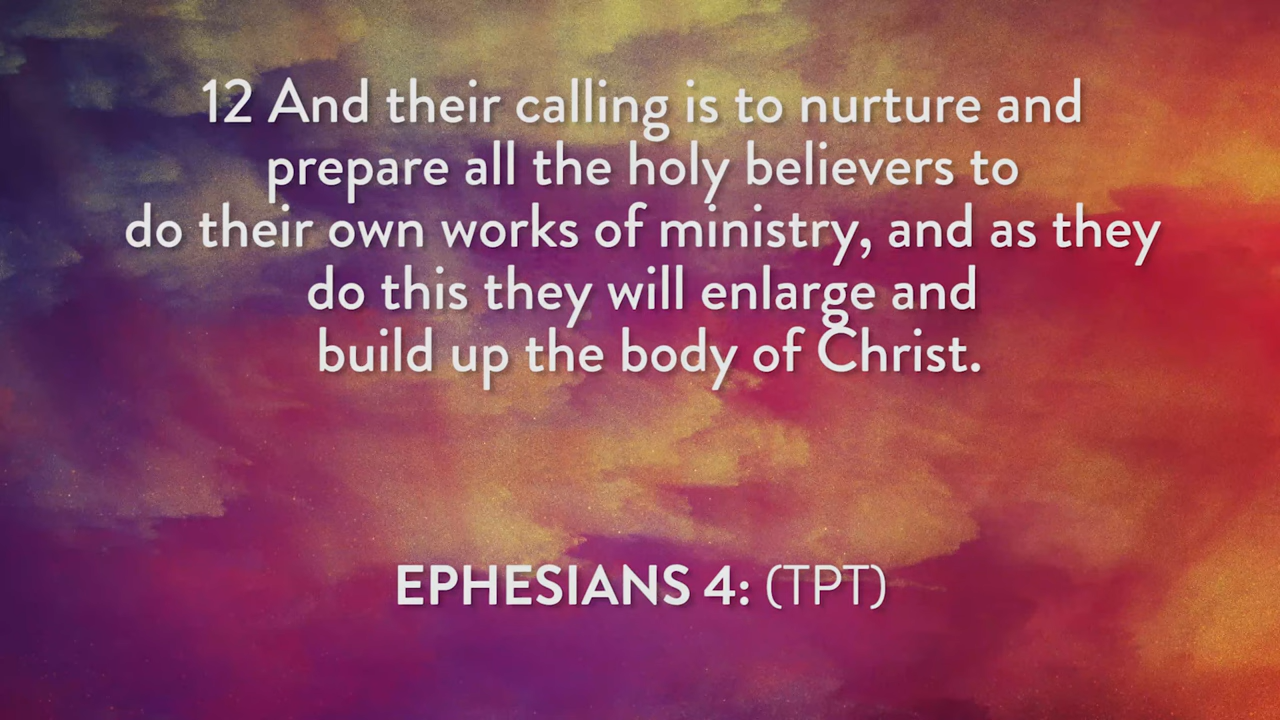 12 And their calling is to nurture and
prepare all the holy believers to
do their own works of ministry, and as they
do this they will enlarge and
build up the body of Christ.
EPHESIANS 4: (TPT)